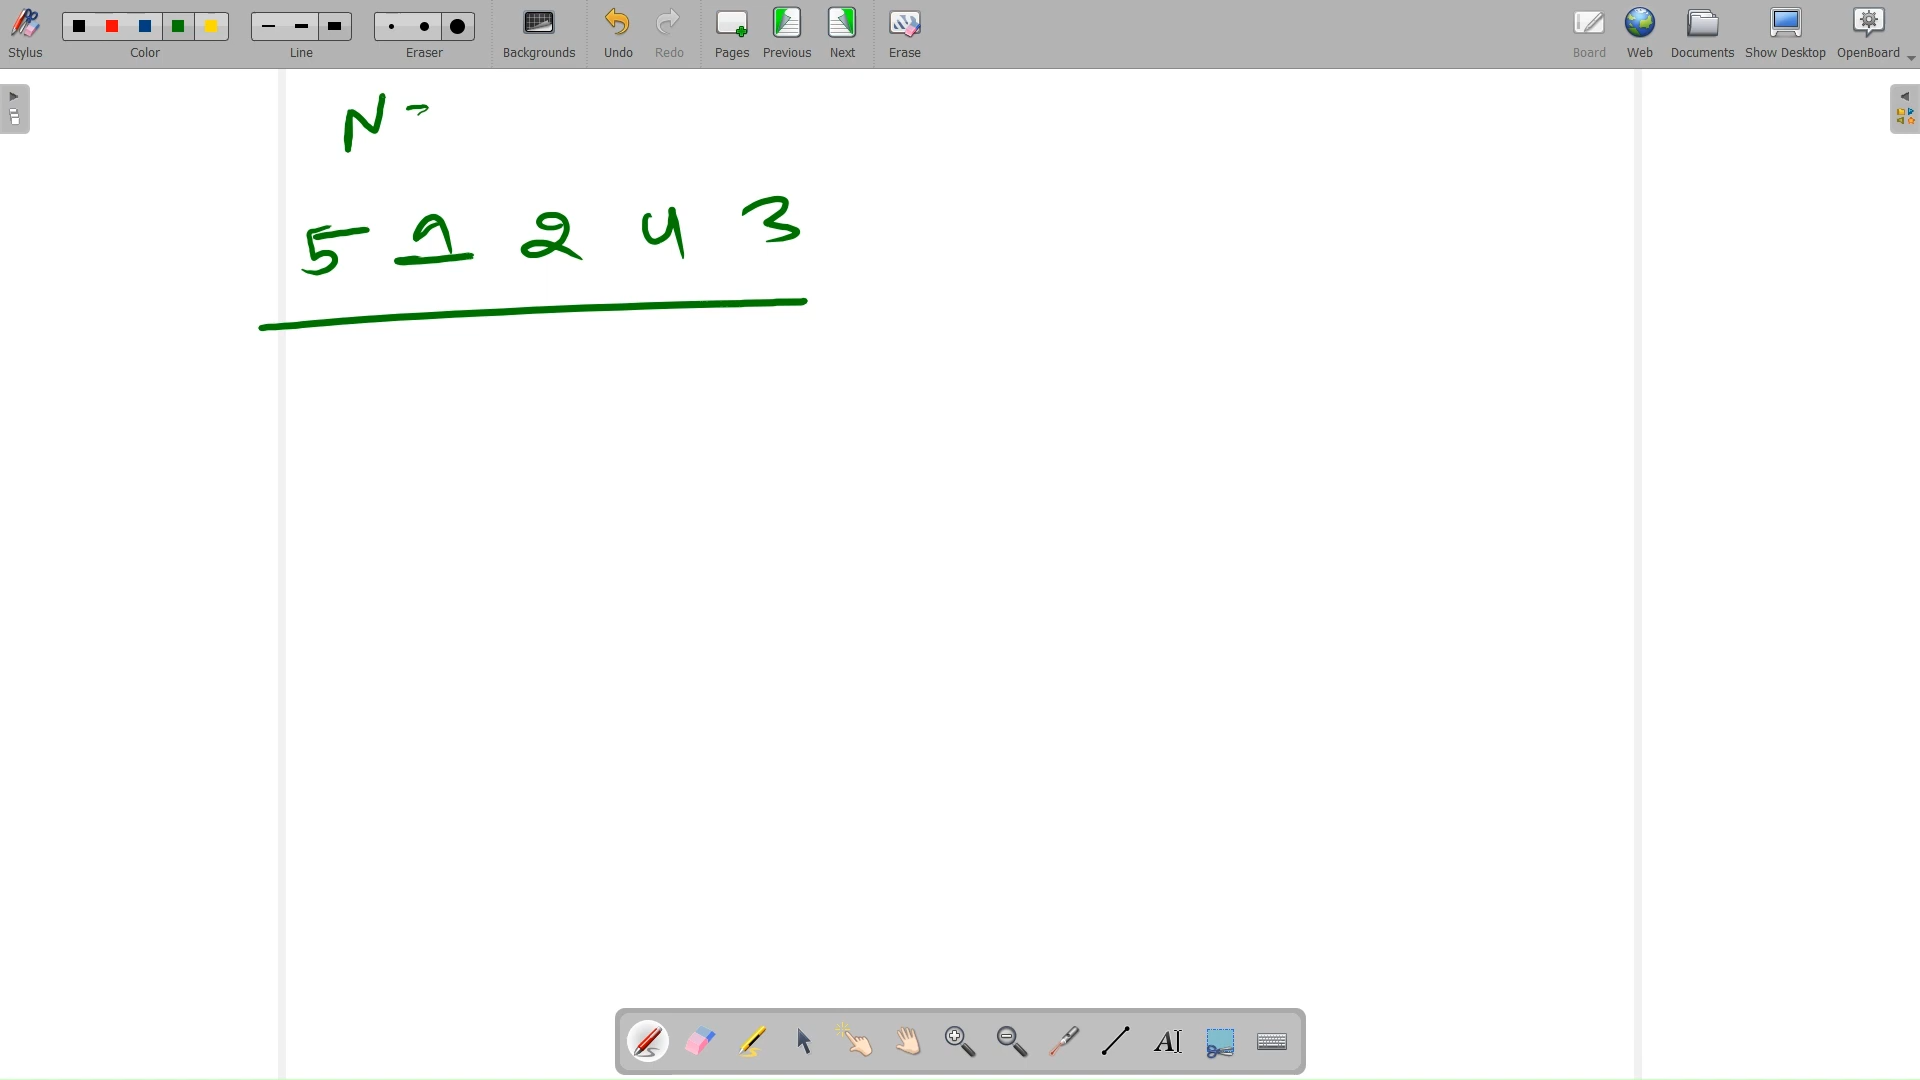 Stylus Color Line Eraser Backgrounds Undo Redo Pages Previous Next Erase Board Web Documents Show Desktop OpenBoard
N =
5 1 2 4 3